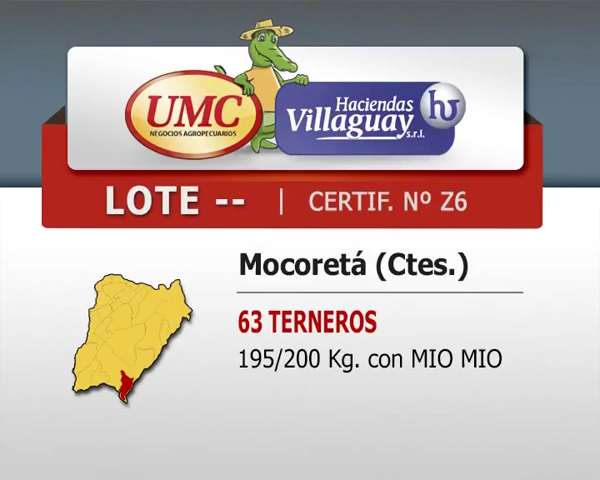 UMC
NEGOCIOS AGROPECUARIOS
Haciendas
Villaguay
s.r.l.
hv
LOTE -- | CERTIF. Nº Z6
Mocoretá (Ctes.)
63 TERNEROS
195/200 Kg. con MIO MIO